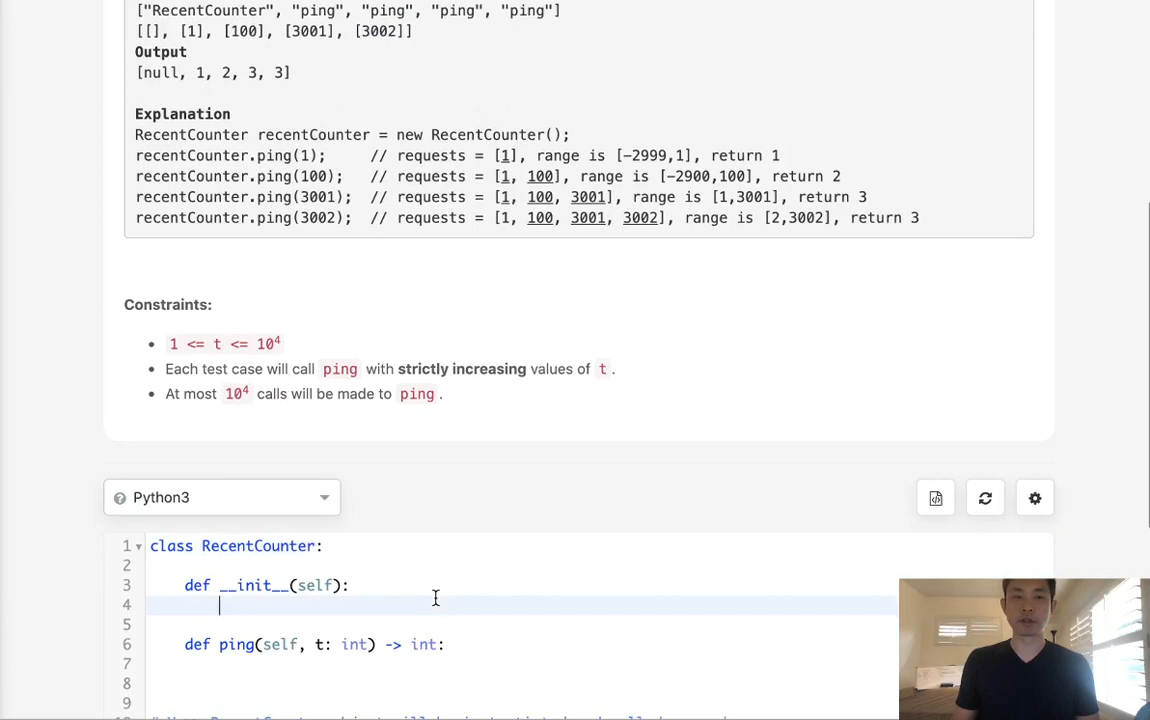 ["RecentCounter", "ping", "ping", "ping", "ping"]
[[], [1], [100], [3001], [3002]]
Output
[null, 1, 2, 3, 3]
Explanation
RecentCounter recentCounter = new RecentCounter();
recentCounter.ping(1);     // requests = [1], range is [-2999,1], return 1
recentCounter.ping(100);   // requests = [1, 100], range is [-2900,100], return 2
recentCounter.ping(3001);  // requests = [1, 100, 3001], range is [1,3001], return 3
recentCounter.ping(3002);  // requests = [1, 100, 3001, 3002], range is [2,3002], return 3
Constraints:
1 <= t <= 10⁴
Each test case will call ping with strictly increasing values of t.
At most 10⁴ calls will be made to ping.
Python3
1 class RecentCounter:
2
3 def __init__(self):
4
5
6 def ping(self, t: int) -> int:
7
8
9